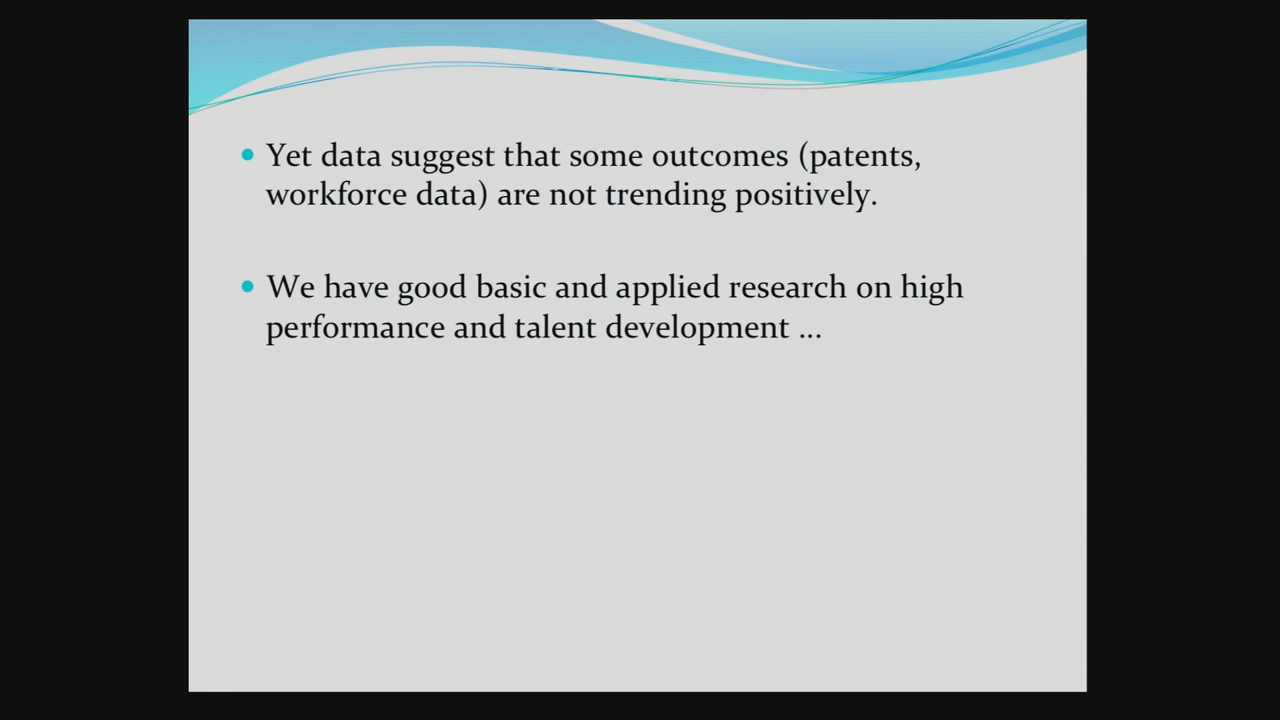 Yet data suggest that some outcomes (patents,
workforce data) are not trending positively.
We have good basic and applied research on high
performance and talent development ...